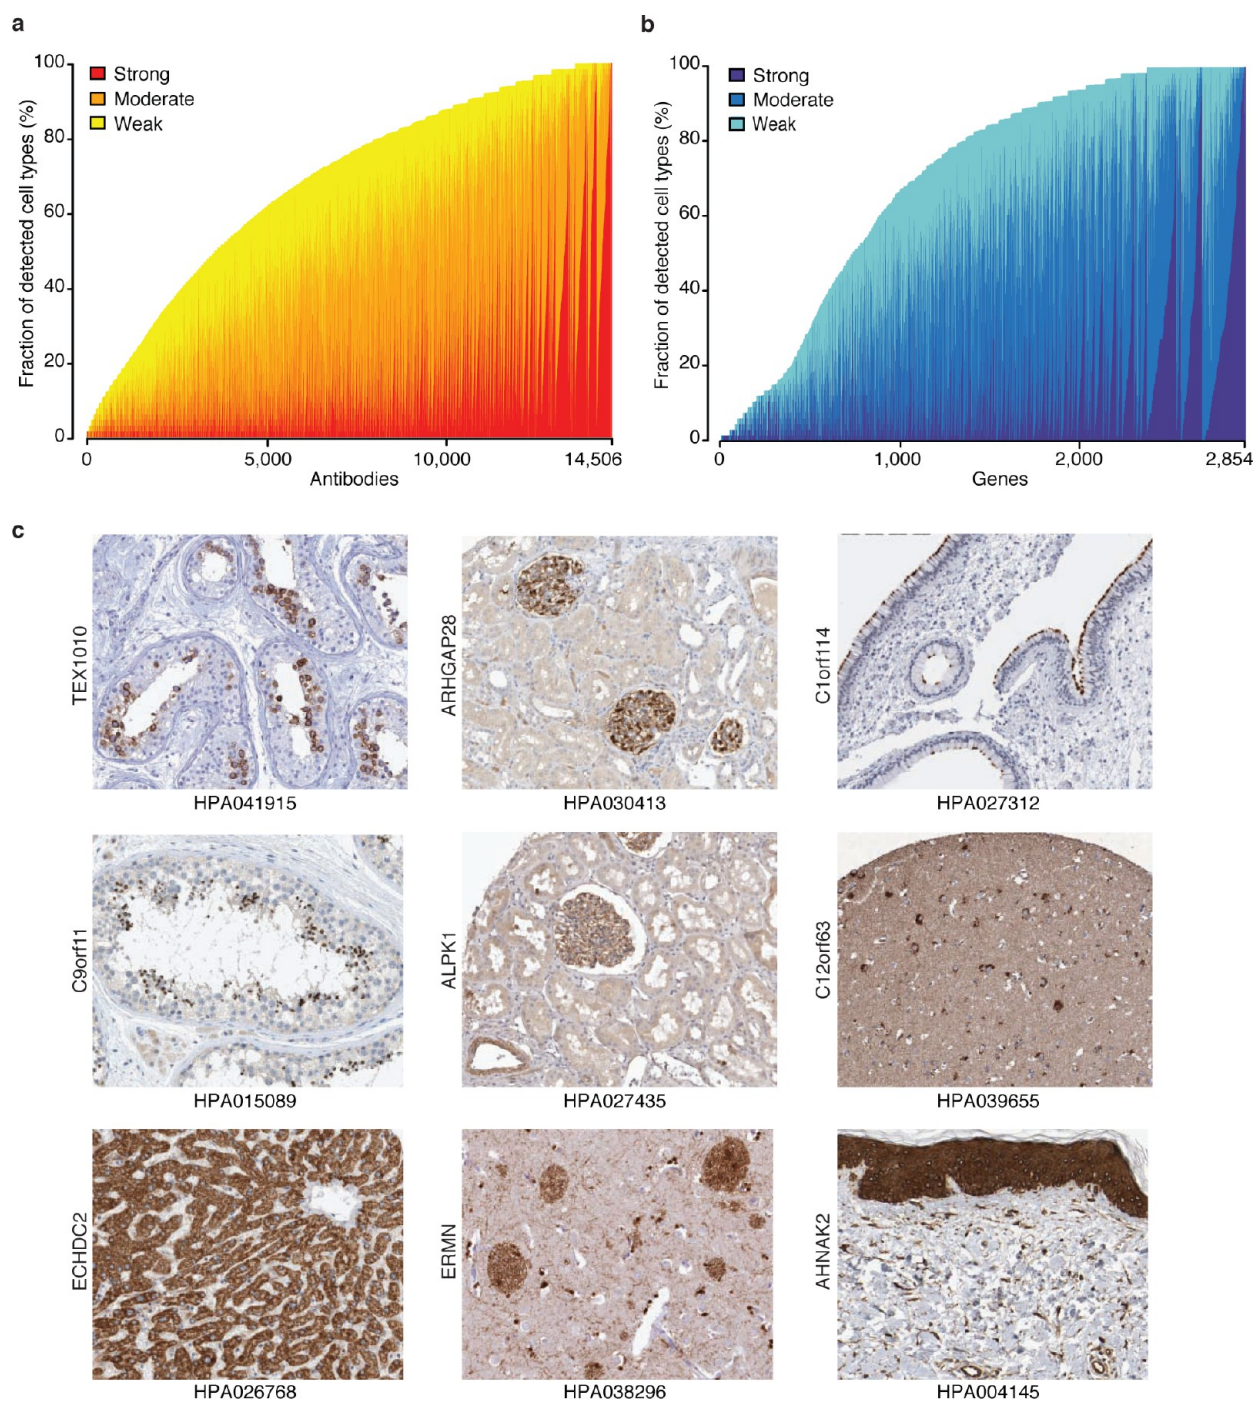 a
100
80
60
40
20
0
Fraction of detected cell types (%)
Strong
Moderate
Weak
0
5,000
10,000
14,506
Antibodies
b
100
80
60
40
20
0
Fraction of detected cell types (%)
Strong
Moderate
Weak
0
1,000
2,000
2,854
Genes
c
TEX1010
HPA041915
ARHGAP28
HPA030413
C1orf114
HPA027312
C9orf11
HPA015089
ALPK1
HPA027435
C12orf63
HPA039655
ECHDC2
HPA026768
ERMN
HPA038296
AHNAK2
HPA004145